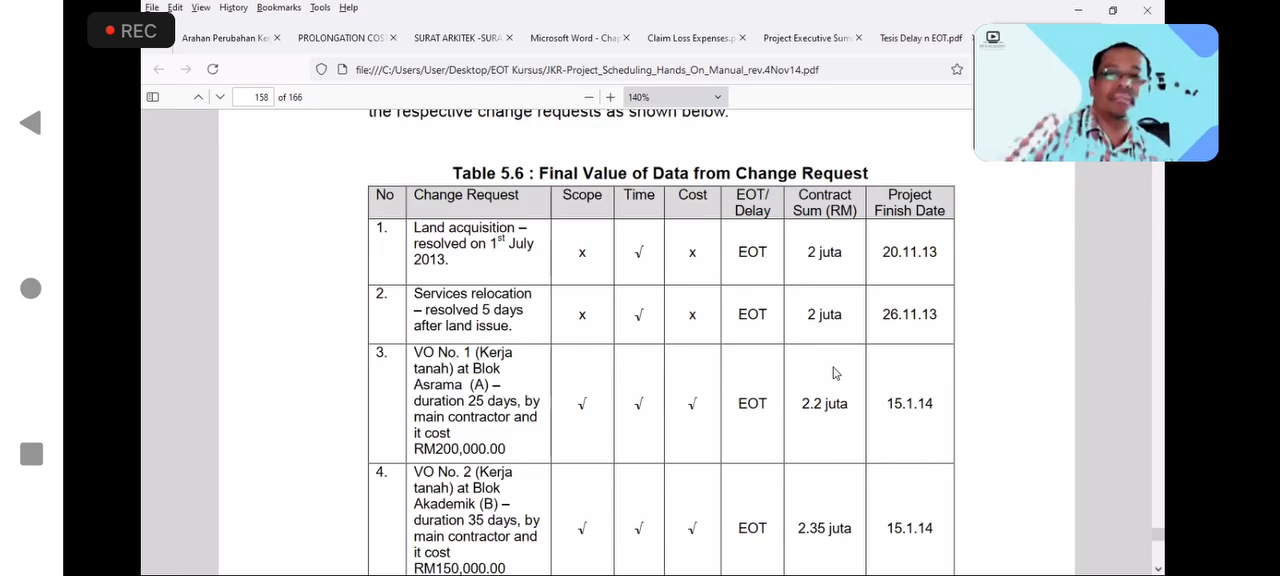 File Edit View History Bookmarks Tools Help
REC
Arahan Perubahan Ke
PROLONGATION COS
SURAT ARKITEK -SURA
Microsoft Word - Chap
Claim Loss Expenses.p
Project Executive Sum
Tesis Delay n EOT.pdf
file:///C:/Users/User/Desktop/EOT Kursus/JKR-Project_Scheduling_Hands_On_Manual_rev.4Nov14.pdf
158 of 166
140%
the respective change requests as shown below.
Table 5.6 : Final Value of Data from Change Request
No Change Request Scope Time Cost EOT/ Delay Contract Sum (RM) Project Finish Date
1. Land acquisition –
resolved on 1st July
2013.
x √ x EOT 2 juta 20.11.13
2. Services relocation
– resolved 5 days
after land issue.
x √ x EOT 2 juta 26.11.13
3. VO No. 1 (Kerja
tanah) at Blok
Asrama (A) –
duration 25 days, by
main contractor and
it cost
RM200,000.00
√ √ √ EOT 2.2 juta 15.1.14
4. VO No. 2 (Kerja
tanah) at Blok
Akademik (B) –
duration 35 days, by
main contractor and
it cost
RM150,000.00
√ √ √ EOT 2.35 juta 15.1.14